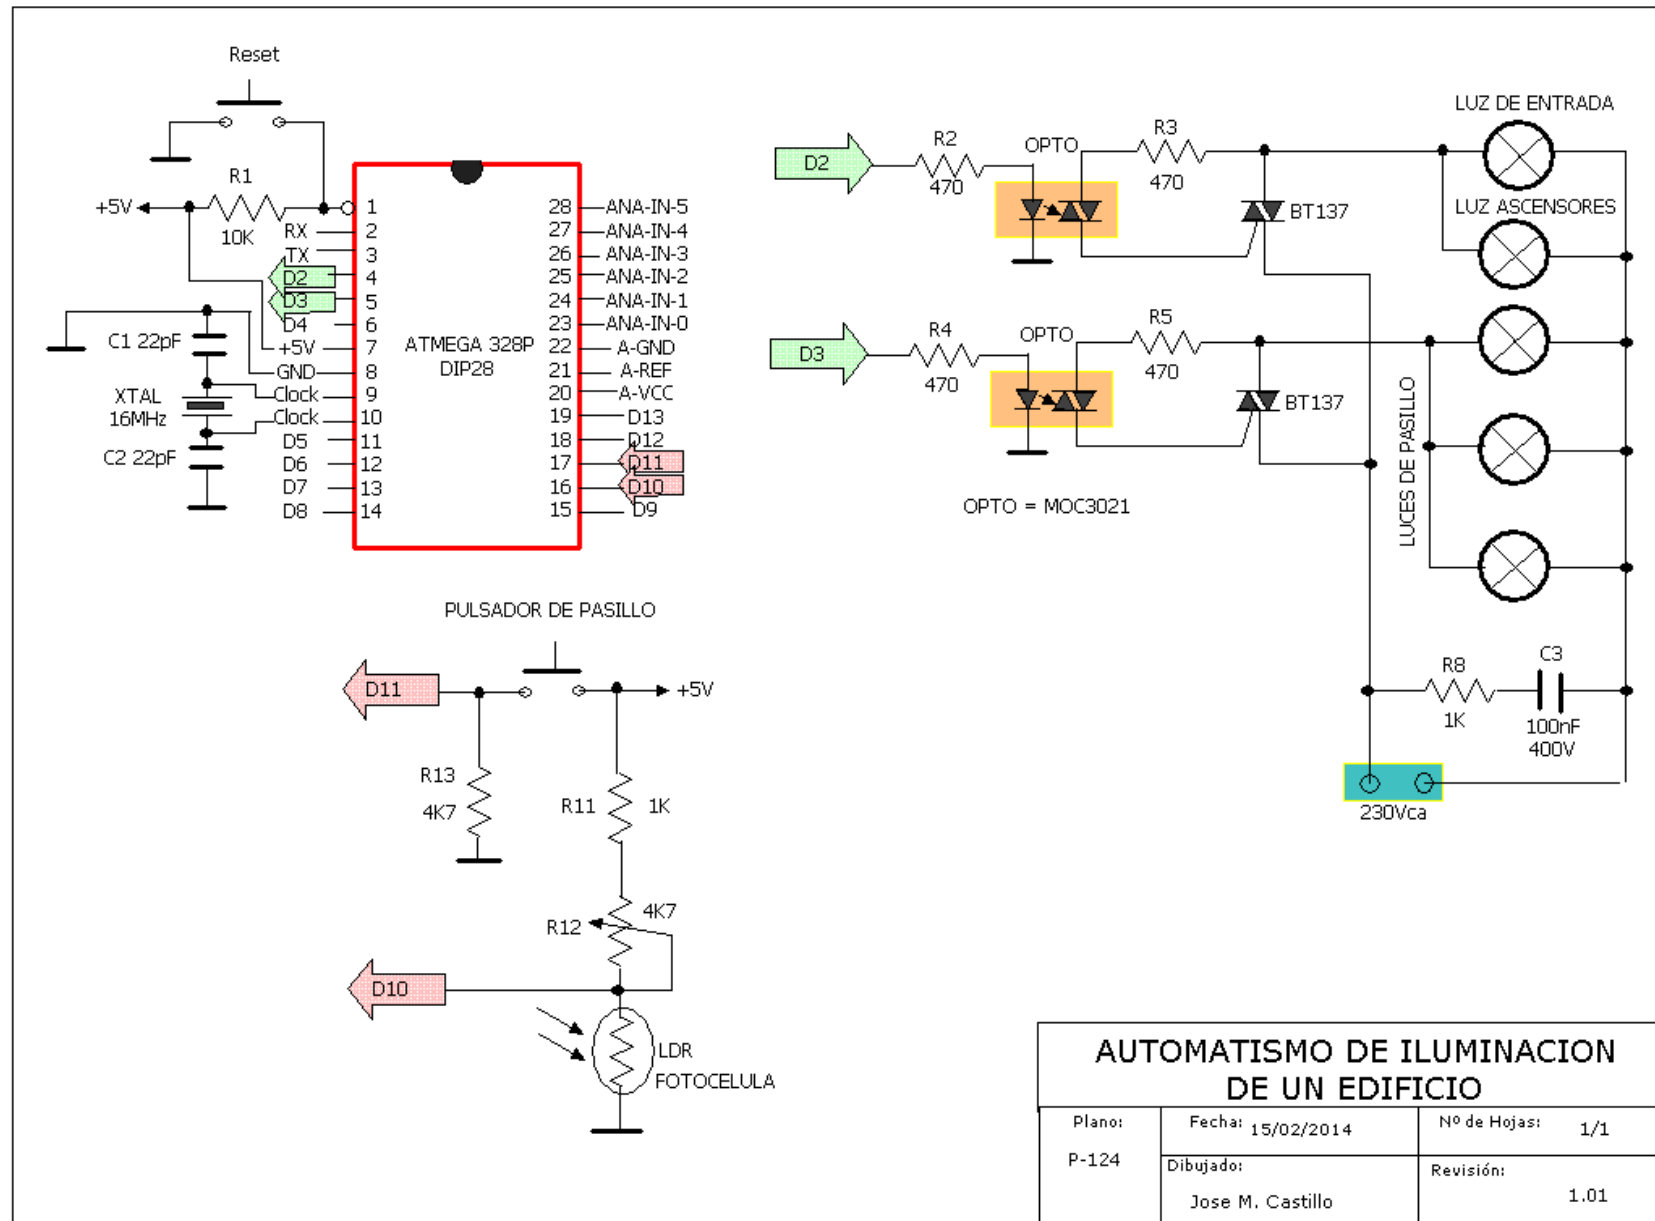 Reset
R1
+5V
10K
RX
TX
D2
D3
D4
+5V
GND
Clock
Clock
D5
D6
D7
D8
C1 22pF
XTAL
16MHz
C2 22pF
1
2
3
4
5
6
7
8
9
10
11
12
13
14
ATMEGA 328P
DIP28
28
27
26
25
24
23
22
21
20
19
18
17
16
15
ANA-IN-5
ANA-IN-4
ANA-IN-3
ANA-IN-2
ANA-IN-1
ANA-IN-0
A-GND
A-REF
A-VCC
D13
D12
D11
D10
D9
D2
R2
470
OPTO
R3
470
BT137
LUZ DE ENTRADA
LUZ ASCENSORES
D3
R4
470
OPTO
R5
470
BT137
LUCES DE PASILLO
OPTO = MOC3021
R8
1K
C3
100nF
400V
230Vca
PULSADOR DE PASILLO
D11
+5V
R13
4K7
R11
1K
R12
4K7
D10
LDR
FOTOCELULA
AUTOMATISMO DE ILUMINACION
DE UN EDIFICIO
Plano:
P-124
Fecha: 15/02/2014
Nº de Hojas: 1/1
Dibujado:
Jose M. Castillo
Revisión:
1.01